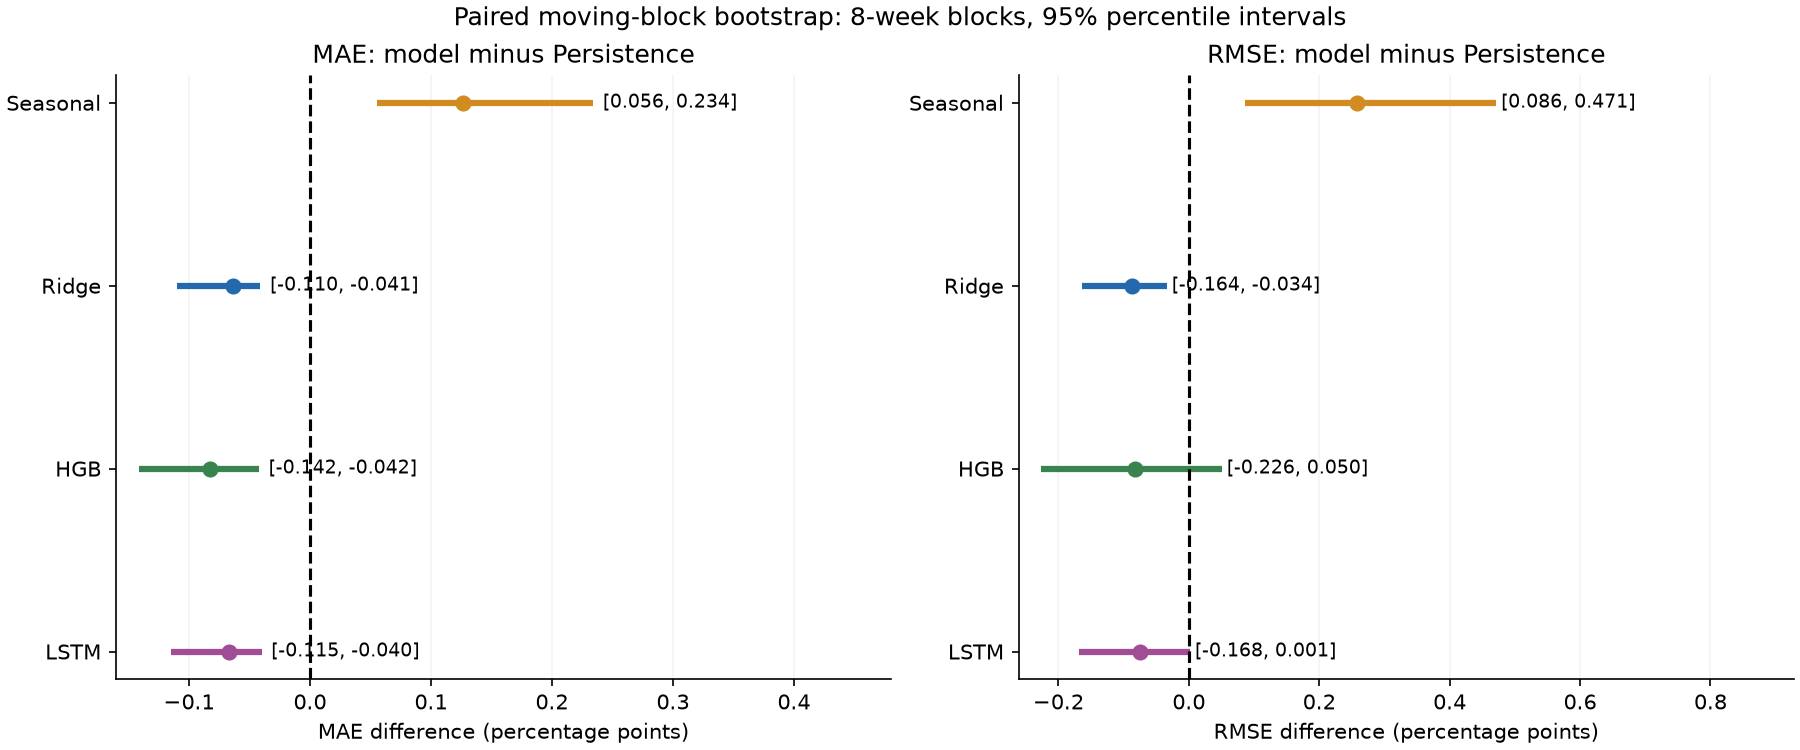 Paired moving-block bootstrap: 8-week blocks, 95% percentile intervals
MAE: model minus Persistence
Seasonal
[0.056, 0.234]
Ridge
[-0.110, -0.041]
HGB
[-0.142, -0.042]
LSTM
[-0.115, -0.040]
−0.1 0.0 0.1 0.2 0.3 0.4
MAE difference (percentage points)
RMSE: model minus Persistence
Seasonal
[0.086, 0.471]
Ridge
[-0.164, -0.034]
HGB
[-0.226, 0.050]
LSTM
[-0.168, 0.001]
−0.2 0.0 0.2 0.4 0.6 0.8
RMSE difference (percentage points)